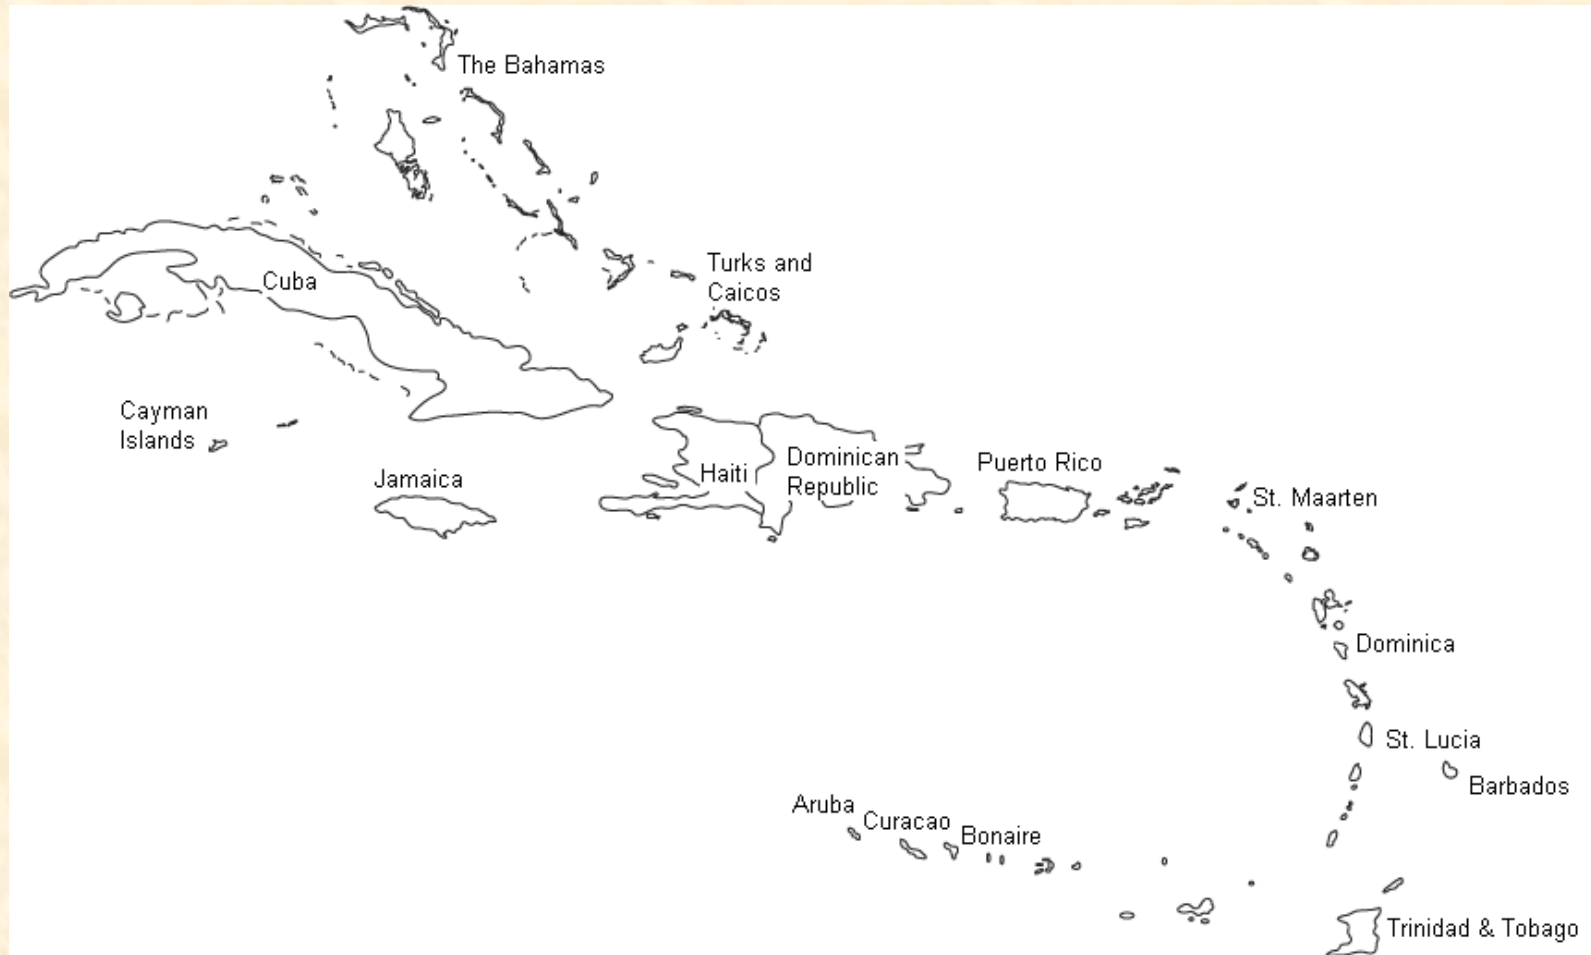 The Bahamas
Turks and
Caicos
Cuba
Cayman
Islands
Jamaica
Haiti
Dominican
Republic
Puerto Rico
St. Maarten
Dominica
St. Lucia
Barbados
Aruba
Curacao
Bonaire
Trinidad & Tobago